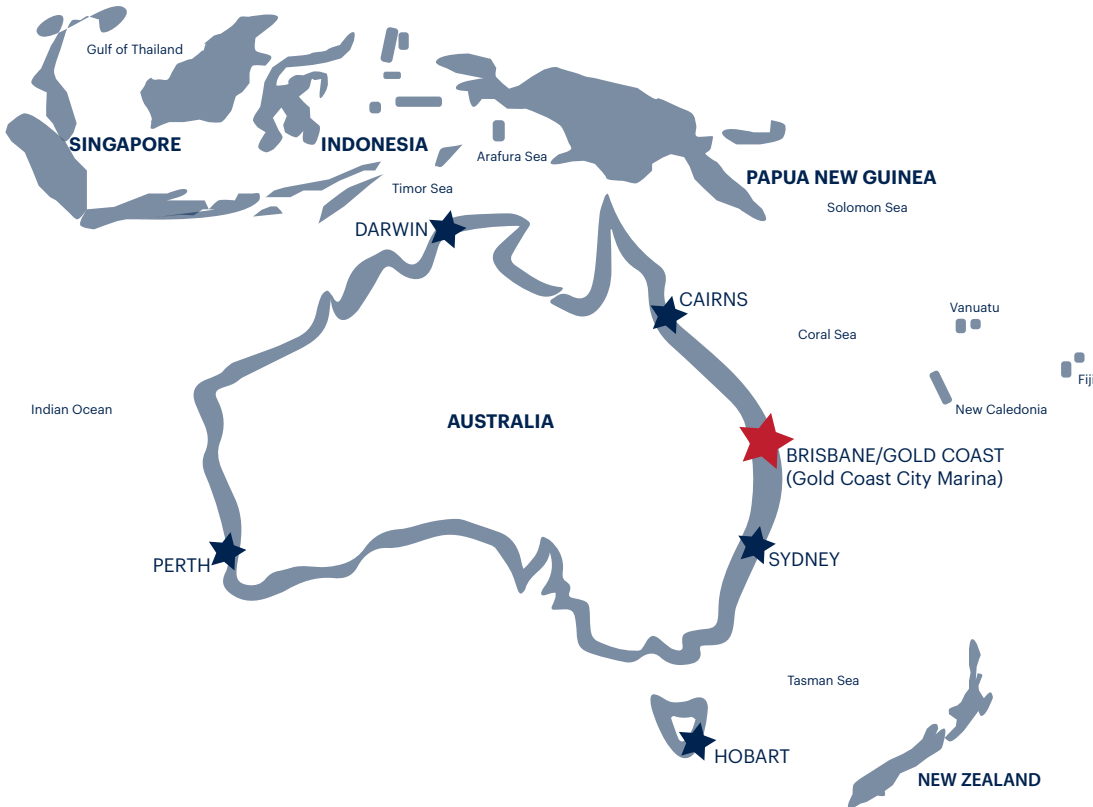 Gulf of Thailand
SINGAPORE
INDONESIA
Arafura Sea
PAPUA NEW GUINEA
Timor Sea
Solomon Sea
DARWIN
CAIRNS
Vanuatu
Coral Sea
Fiji
Indian Ocean
New Caledonia
AUSTRALIA
BRISBANE/GOLD COAST
(Gold Coast City Marina)
PERTH
SYDNEY
Tasman Sea
HOBART
NEW ZEALAND